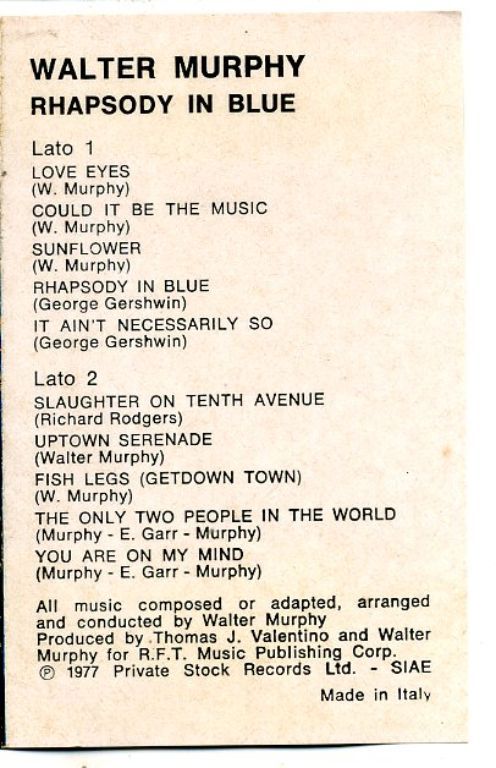 WALTER MURPHY
RHAPSODY IN BLUE
Lato 1
LOVE EYES
(W. Murphy)
COULD IT BE THE MUSIC
(W. Murphy)
SUNFLOWER
(W. Murphy)
RHAPSODY IN BLUE
(George Gershwin)
IT AIN'T NECESSARILY SO
(George Gershwin)
Lato 2
SLAUGHTER ON TENTH AVENUE
(Richard Rodgers)
UPTOWN SERENADE
(Walter Murphy)
FISH LEGS (GETDOWN TOWN)
(W. Murphy)
THE ONLY TWO PEOPLE IN THE WORLD
(Murphy - E. Garr - Murphy)
YOU ARE ON MY MIND
(Murphy - E. Garr - Murphy)
All music composed or adapted, arranged
and conducted by Walter Murphy
Produced by Thomas J. Valentino and Walter
Murphy for R.F.T. Music Publishing Corp.
℗ 1977 Private Stock Records Ltd. - SIAE
Made in Italy